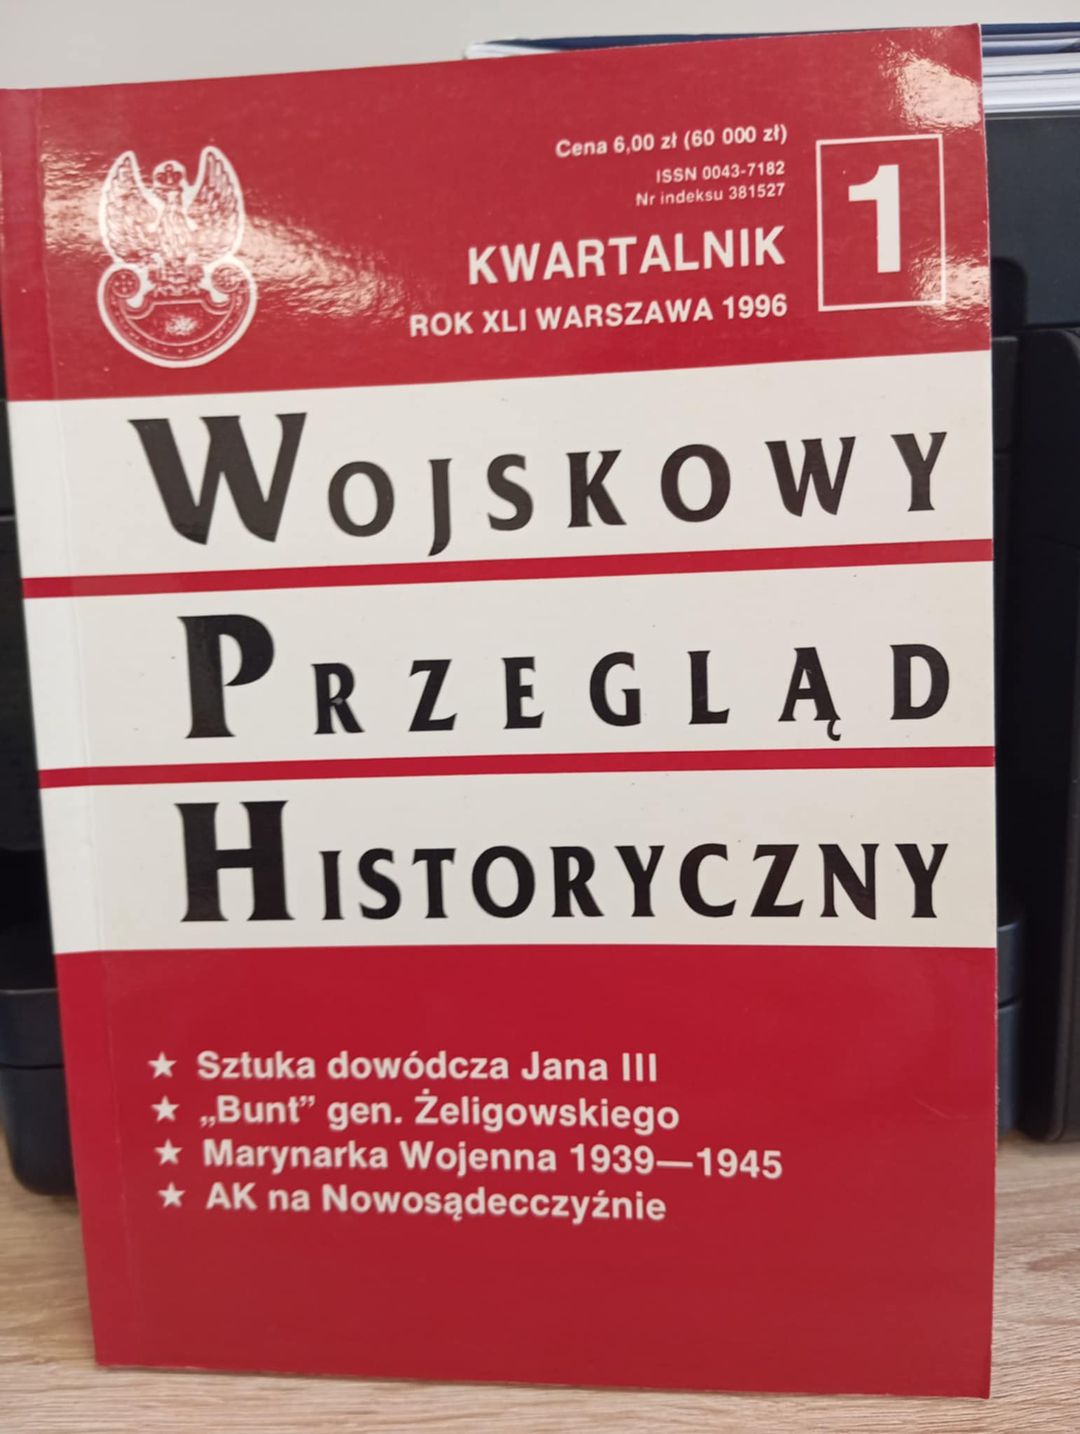 Cena 6,00 zł (60 000 zł)
ISSN 0043-7182
Nr indeksu 381527
1
KWARTALNIK
ROK XLI WARSZAWA 1996
WOJSKOWY
PRZEGLĄD
HISTORYCZNY
★ Sztuka dowódcza Jana III
★ „Bunt” gen. Żeligowskiego
★ Marynarka Wojenna 1939—1945
★ AK na Nowosądecczyźnie